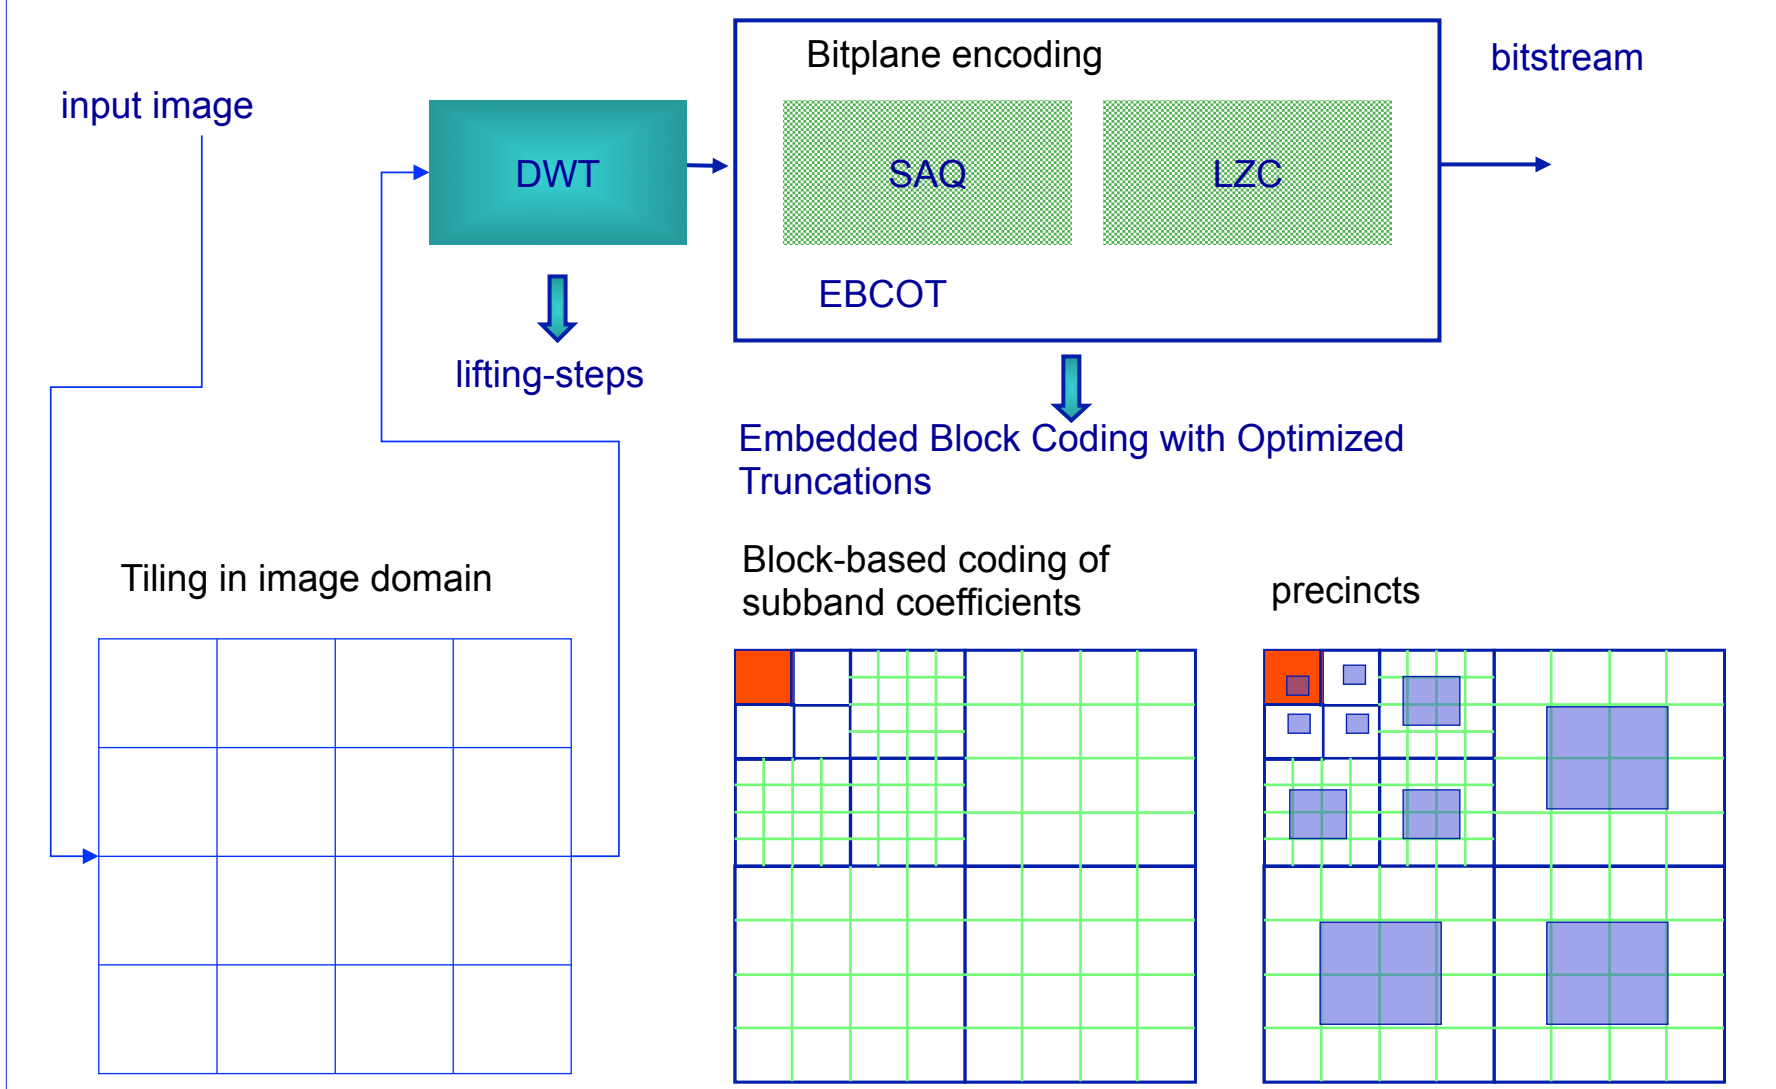 Bitplane encoding
bitstream
input image
DWT
SAQ
LZC
EBCOT
lifting-steps
Embedded Block Coding with Optimized
Truncations
Tiling in image domain
Block-based coding of
subband coefficients
precincts